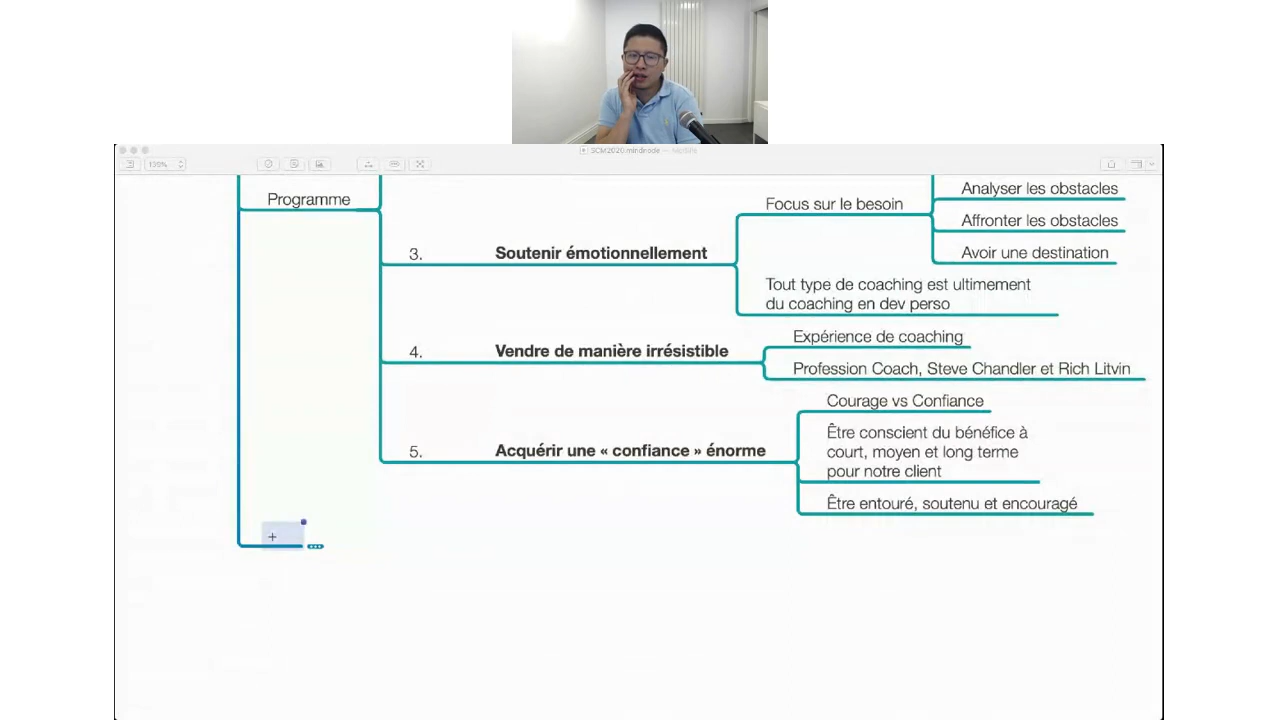 SCM2020.mindnode
135%
Programme
Analyser les obstacles
Focus sur le besoin
Affronter les obstacles
3.
Soutenir émotionnellement
Avoir une destination
Tout type de coaching est ultimement
du coaching en dev perso
4.
Vendre de manière irrésistible
Expérience de coaching
Profession Coach, Steve Chandler et Rich Litvin
5.
Acquérir une « confiance » énorme
Courage vs Confiance
Être conscient du bénéfice à
court, moyen et long terme
pour notre client
Être entouré, soutenu et encouragé